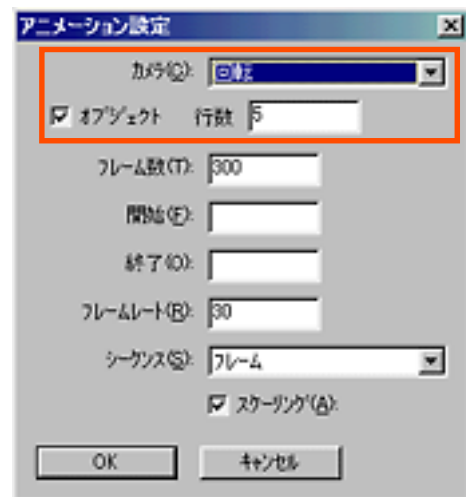 アニメーション設定
カメラ(C): 回転
オブジェクト 行数 5
フレーム数(T): 300
開始(F):
終了(O):
フレームレート(R): 30
シーケンス(S): フレーム
スケーリング(A):
OK キャンセル